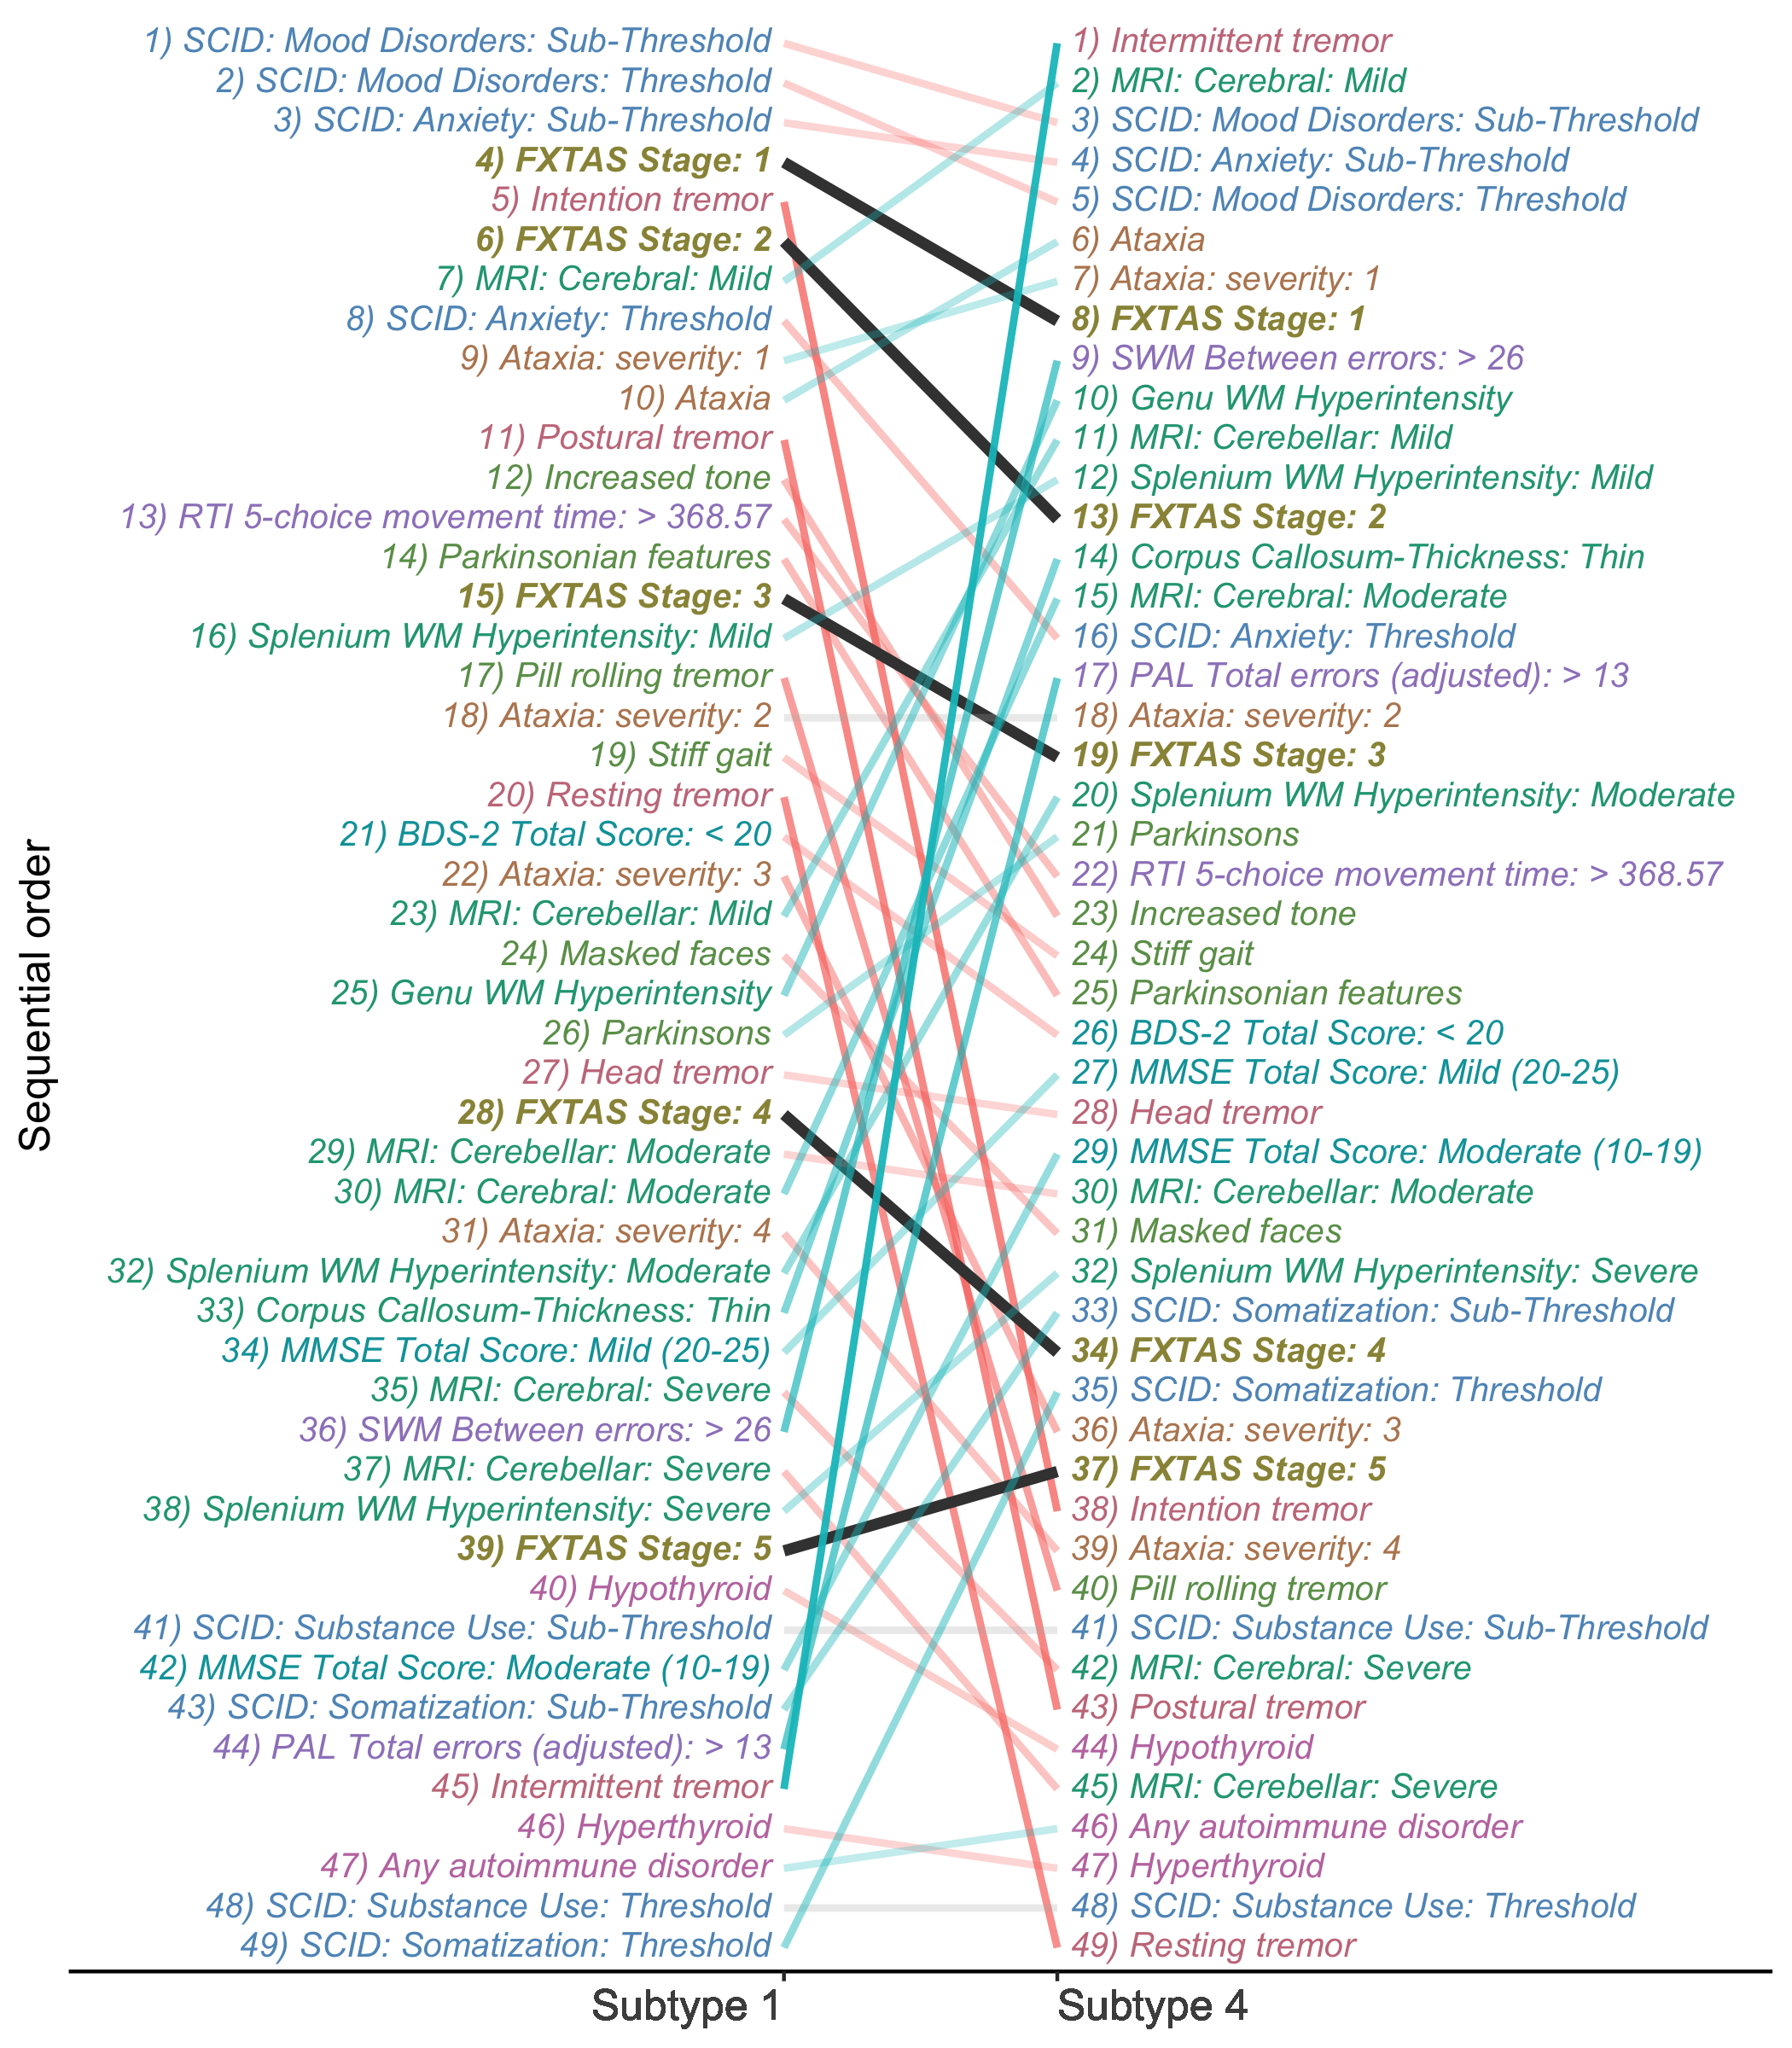 Sequential order
1) SCID: Mood Disorders: Sub-Threshold
2) SCID: Mood Disorders: Threshold
3) SCID: Anxiety: Sub-Threshold
4) FXTAS Stage: 1
5) Intention tremor
6) FXTAS Stage: 2
7) MRI: Cerebral: Mild
8) SCID: Anxiety: Threshold
9) Ataxia: severity: 1
10) Ataxia
11) Postural tremor
12) Increased tone
13) RTI 5-choice movement time: > 368.57
14) Parkinsonian features
15) FXTAS Stage: 3
16) Splenium WM Hyperintensity: Mild
17) Pill rolling tremor
18) Ataxia: severity: 2
19) Stiff gait
20) Resting tremor
21) BDS-2 Total Score: < 20
22) Ataxia: severity: 3
23) MRI: Cerebellar: Mild
24) Masked faces
25) Genu WM Hyperintensity
26) Parkinsons
27) Head tremor
28) FXTAS Stage: 4
29) MRI: Cerebellar: Moderate
30) MRI: Cerebral: Moderate
31) Ataxia: severity: 4
32) Splenium WM Hyperintensity: Moderate
33) Corpus Callosum-Thickness: Thin
34) MMSE Total Score: Mild (20-25)
35) MRI: Cerebral: Severe
36) SWM Between errors: > 26
37) MRI: Cerebellar: Severe
38) Splenium WM Hyperintensity: Severe
39) FXTAS Stage: 5
40) Hypothyroid
41) SCID: Substance Use: Sub-Threshold
42) MMSE Total Score: Moderate (10-19)
43) SCID: Somatization: Sub-Threshold
44) PAL Total errors (adjusted): > 13
45) Intermittent tremor
46) Hyperthyroid
47) Any autoimmune disorder
48) SCID: Substance Use: Threshold
49) SCID: Somatization: Threshold
Subtype 1
1) Intermittent tremor
2) MRI: Cerebral: Mild
3) SCID: Mood Disorders: Sub-Threshold
4) SCID: Anxiety: Sub-Threshold
5) SCID: Mood Disorders: Threshold
6) Ataxia
7) Ataxia: severity: 1
8) FXTAS Stage: 1
9) SWM Between errors: > 26
10) Genu WM Hyperintensity
11) MRI: Cerebellar: Mild
12) Splenium WM Hyperintensity: Mild
13) FXTAS Stage: 2
14) Corpus Callosum-Thickness: Thin
15) MRI: Cerebral: Moderate
16) SCID: Anxiety: Threshold
17) PAL Total errors (adjusted): > 13
18) Ataxia: severity: 2
19) FXTAS Stage: 3
20) Splenium WM Hyperintensity: Moderate
21) Parkinsons
22) RTI 5-choice movement time: > 368.57
23) Increased tone
24) Stiff gait
25) Parkinsonian features
26) BDS-2 Total Score: < 20
27) MMSE Total Score: Mild (20-25)
28) Head tremor
29) MMSE Total Score: Moderate (10-19)
30) MRI: Cerebellar: Moderate
31) Masked faces
32) Splenium WM Hyperintensity: Severe
33) SCID: Somatization: Sub-Threshold
34) FXTAS Stage: 4
35) SCID: Somatization: Threshold
36) Ataxia: severity: 3
37) FXTAS Stage: 5
38) Intention tremor
39) Ataxia: severity: 4
40) Pill rolling tremor
41) SCID: Substance Use: Sub-Threshold
42) MRI: Cerebral: Severe
43) Postural tremor
44) Hypothyroid
45) MRI: Cerebellar: Severe
46) Any autoimmune disorder
47) Hyperthyroid
48) SCID: Substance Use: Threshold
49) Resting tremor
Subtype 4